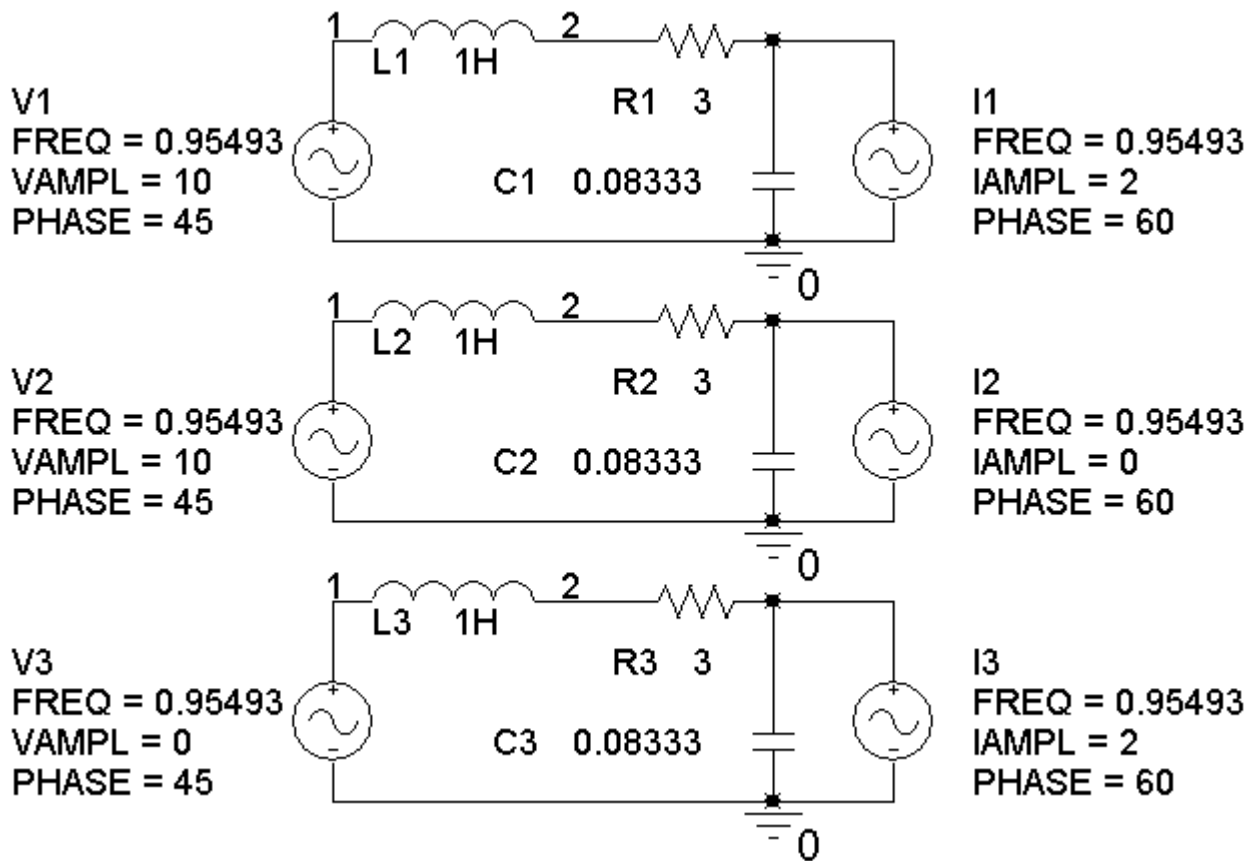 1 2
L1 1H
V1
FREQ = 0.95493
VAMPL = 10
PHASE = 45
R1 3
C1 0.08333
I1
FREQ = 0.95493
IAMPL = 2
PHASE = 60
0
1 2
L2 1H
V2
FREQ = 0.95493
VAMPL = 10
PHASE = 45
R2 3
C2 0.08333
I2
FREQ = 0.95493
IAMPL = 0
PHASE = 60
0
1 2
L3 1H
V3
FREQ = 0.95493
VAMPL = 0
PHASE = 45
R3 3
C3 0.08333
I3
FREQ = 0.95493
IAMPL = 2
PHASE = 60
0